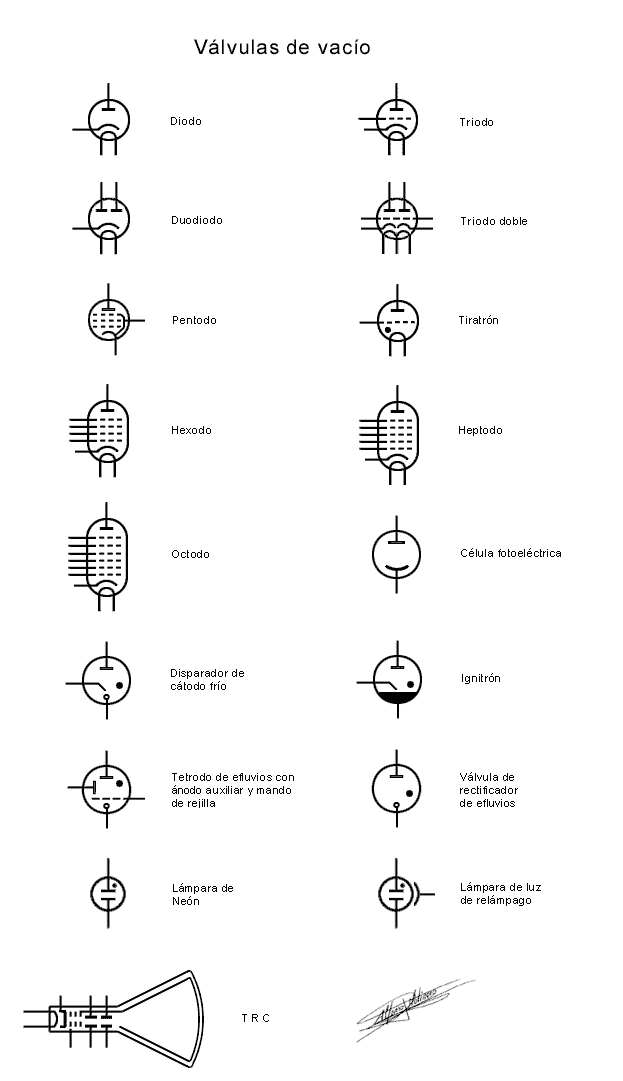 Válvulas de vacío
Diodo
Triodo
Duodiodo
Triodo doble
Pentodo
Tiratrón
Hexodo
Heptodo
Octodo
Célula fotoeléctrica
Disparador de
cátodo frío
Ignitrón
Tetrodo de efluvios con
ánodo auxiliar y mando
de rejilla
Válvula de
rectificador
de efluvios
Lámpara de
Neón
Lámpara de luz
de relámpago
T R C